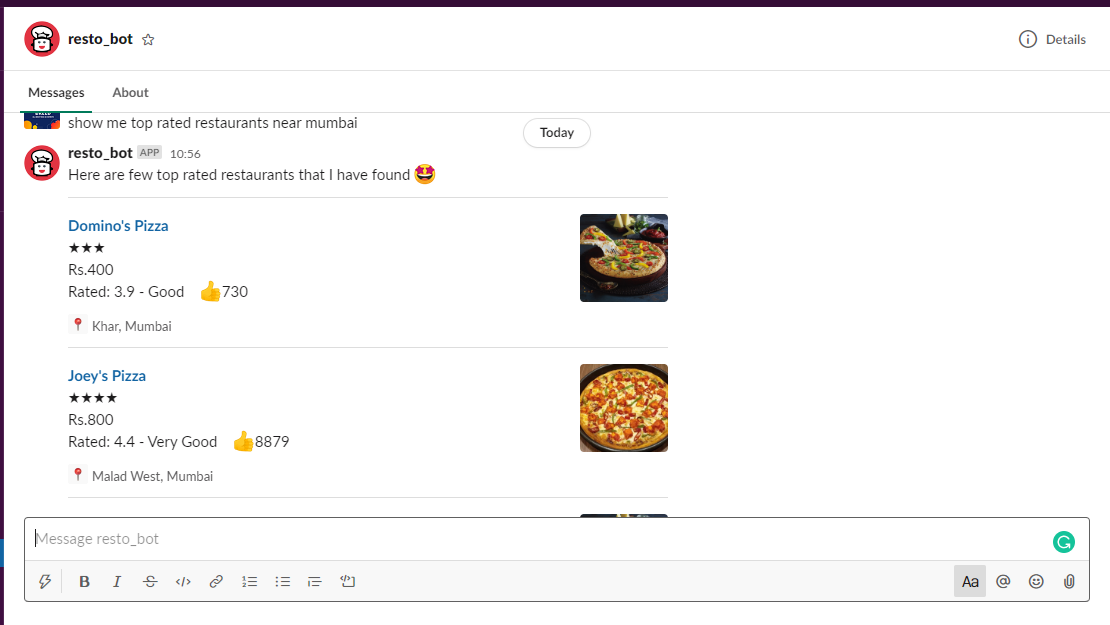 resto_bot
Details
Messages
About
show me top rated restaurants near mumbai
Today
resto_bot APP 10:56
Here are few top rated restaurants that I have found
Domino's Pizza
★★★
Rs.400
Rated: 3.9 - Good 👍730
Khar, Mumbai
Joey's Pizza
★★★★
Rs.800
Rated: 4.4 - Very Good 👍8879
Malad West, Mumbai
Message resto_bot
B I S </> Aa @